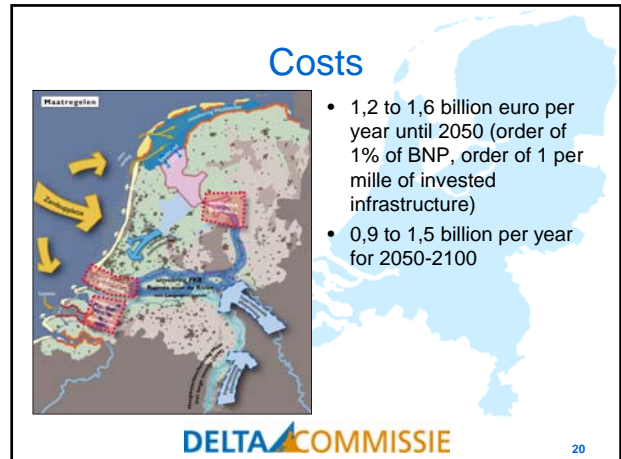 Costs
Maatregelen
Zandsuppletie
• 1,2 to 1,6 billion euro per
year until 2050 (order of
1% of BNP, order of 1 per
mille of invested
infrastructure)
• 0,9 to 1,5 billion per year
for 2050-2100
DELTACOMMISSIE
20